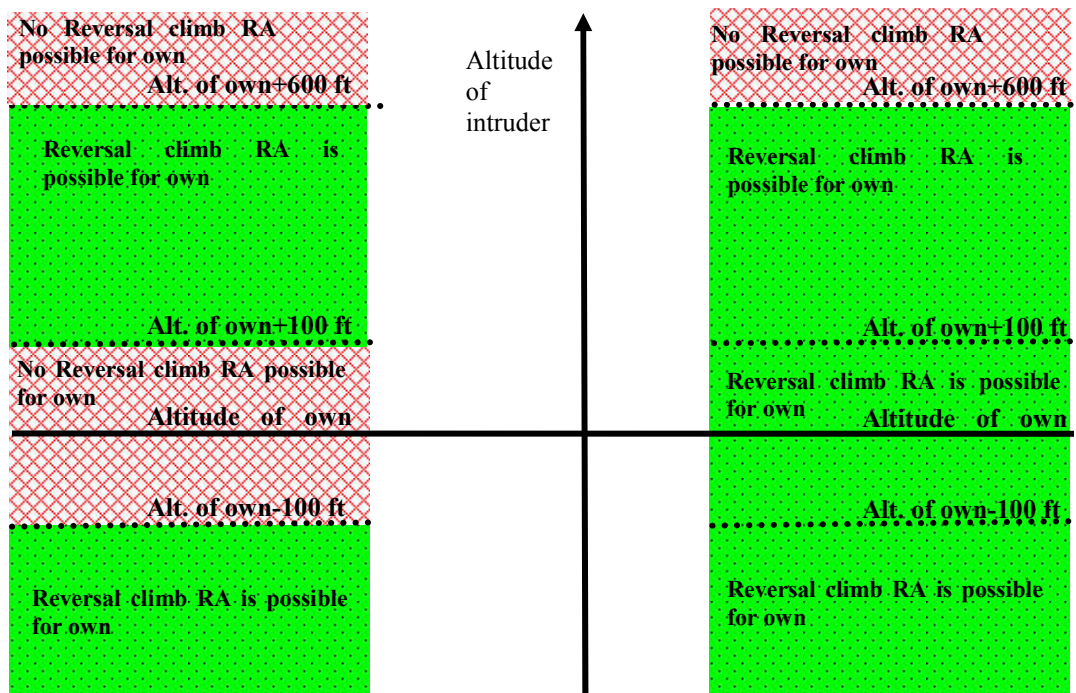 No Reversal climb RA
possible for own
Alt. of own+600 ft
Reversal climb RA is
possible for own
Alt. of own+100 ft
No Reversal climb RA possible
for own
Altitude of own
Alt. of own-100 ft
Reversal climb RA is possible
for own
Altitude
of
intruder
No Reversal climb RA
possible for own
Alt. of own+600 ft
Reversal climb RA is
possible for own
Alt. of own+100 ft
Reversal climb RA is possible
for own
Altitude of own
Alt. of own-100 ft
Reversal climb RA is possible
for own